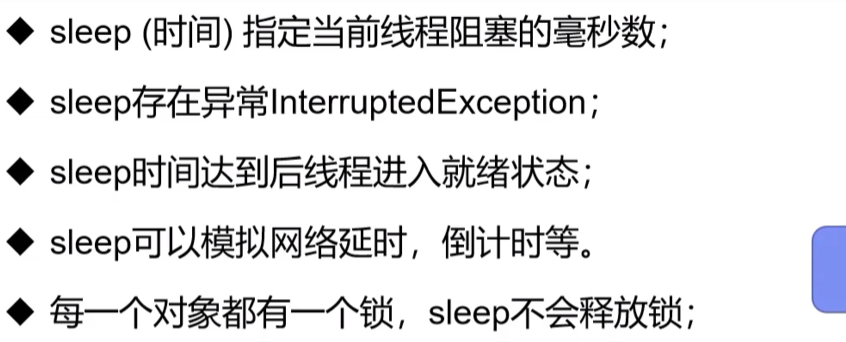 ◆ sleep (时间) 指定当前线程阻塞的毫秒数；
◆ sleep存在异常InterruptedException；
◆ sleep时间达到后线程进入就绪状态；
◆ sleep可以模拟网络延时，倒计时等。
◆ 每一个对象都有一个锁，sleep不会释放锁；